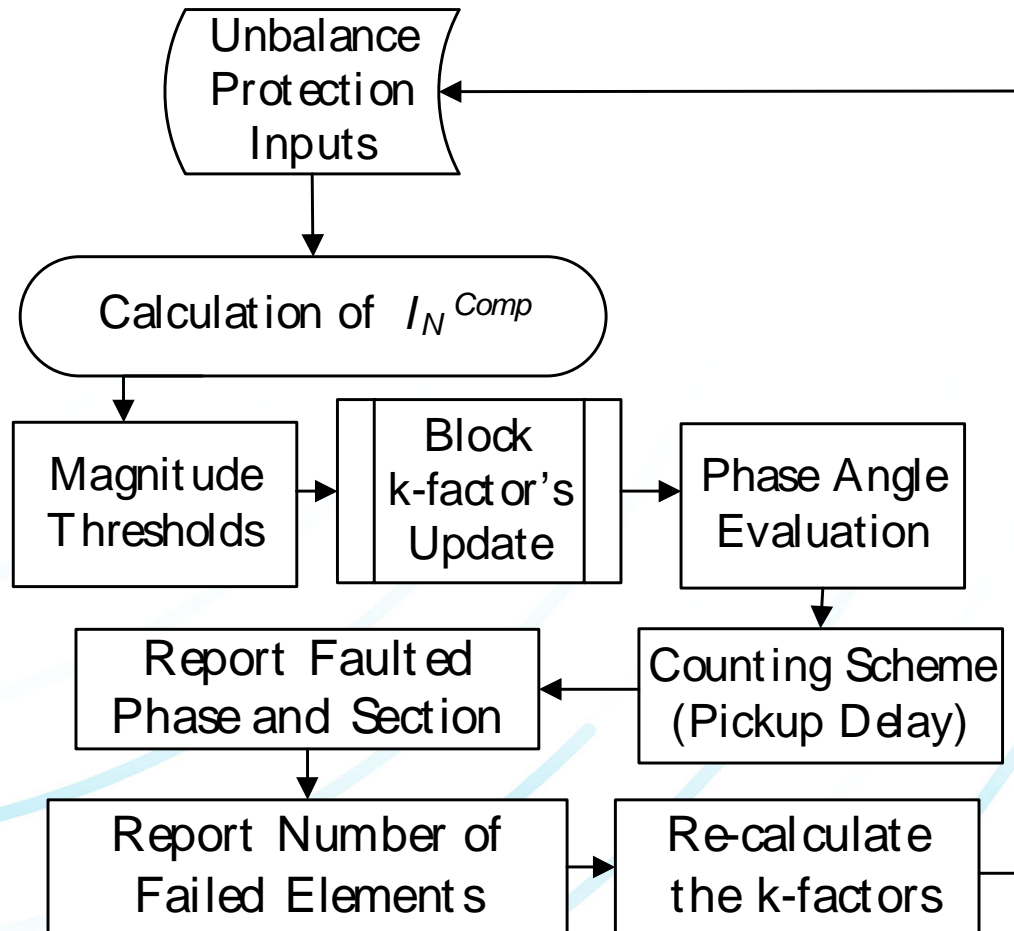 Unbalance
Protection
Inputs
Calculation of I_N^Comp
Magnitude
Thresholds
Block
k-factor's
Update
Phase Angle
Evaluation
Counting Scheme
(Pickup Delay)
Report Faulted
Phase and Section
Report Number of
Failed Elements
Re-calculate
the k-factors